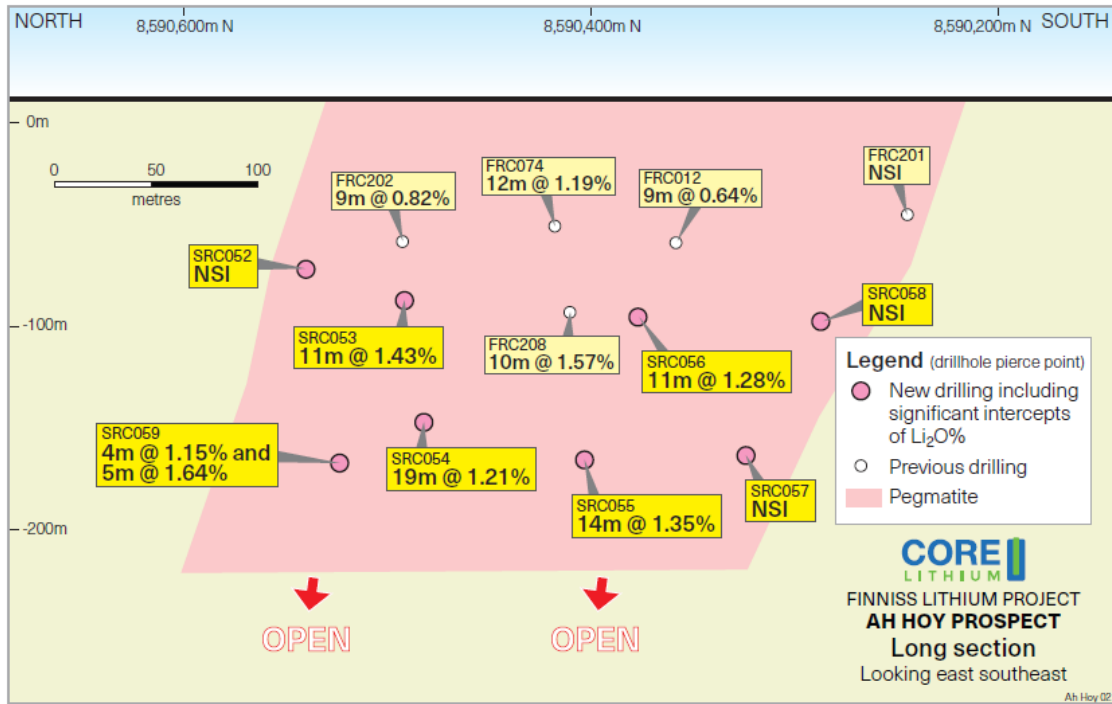 NORTH
8,590,600m N
8,590,400m N
8,590,200m N
SOUTH
0m
0 50 100
metres
FRC202
9m @ 0.82%
FRC074
12m @ 1.19%
FRC012
9m @ 0.64%
FRC201
NSI
SRC052
NSI
-100m
SRC053
11m @ 1.43%
FRC208
10m @ 1.57%
SRC056
11m @ 1.28%
SRC058
NSI
SRC059
4m @ 1.15% and
5m @ 1.64%
SRC054
19m @ 1.21%
SRC055
14m @ 1.35%
SRC057
NSI
-200m
Legend (drillhole pierce point)
New drilling including
significant intercepts
of Li₂O%
Previous drilling
Pegmatite
OPEN
OPEN
CORE
LITHIUM
FINNISS LITHIUM PROJECT
AH HOY PROSPECT
Long section
Looking east southeast
Ah Hoy 02